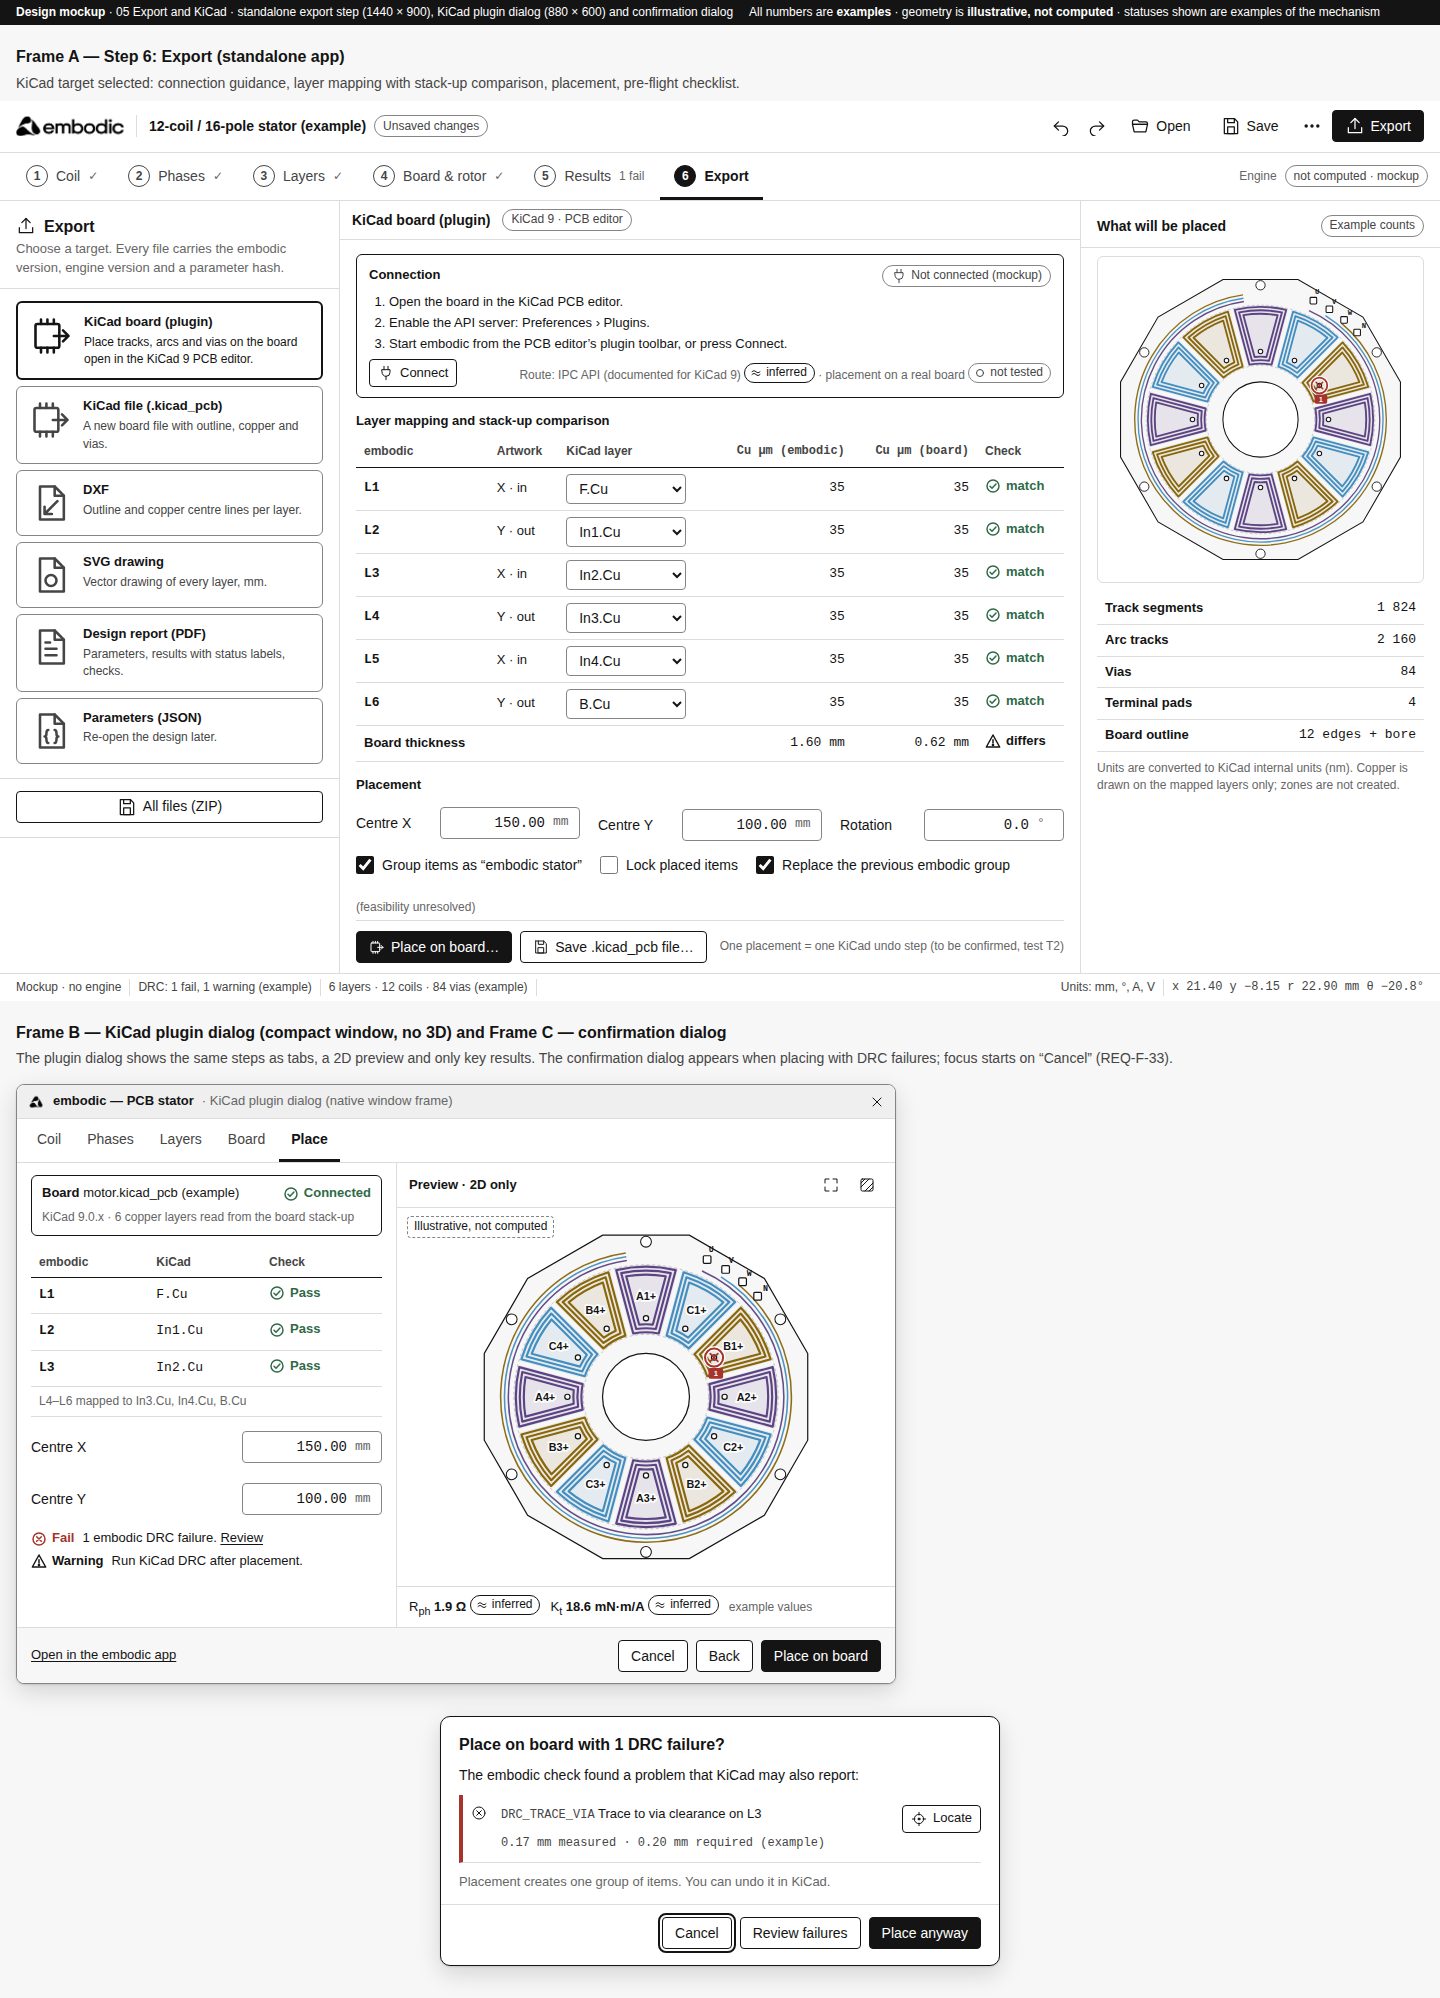 Design mockup · 05 Export and KiCad · standalone export step (1440 × 900), KiCad plugin dialog (880 × 600) and confirmation dialog All numbers are examples · geometry is illustrative, not computed · statuses shown are examples of the mechanism
Frame A — Step 6: Export (standalone app)
KiCad target selected: connection guidance, layer mapping with stack-up comparison, placement, pre-flight checklist.
embodic 12-coil / 16-pole stator (example) Unsaved changes Open Save Export
1 Coil ✓ 2 Phases ✓ 3 Layers ✓ 4 Board & rotor ✓ 5 Results 1 fail 6 Export Engine not computed · mockup
Export
Choose a target. Every file carries the embodic
version, engine version and a parameter hash.
KiCad board (plugin)
Place tracks, arcs and vias on the board
open in the KiCad 9 PCB editor.
KiCad file (.kicad_pcb)
A new board file with outline, copper and
vias.
DXF
Outline and copper centre lines per layer.
SVG drawing
Vector drawing of every layer, mm.
Design report (PDF)
Parameters, results with status labels,
checks.
Parameters (JSON)
Re-open the design later.
All files (ZIP)
KiCad board (plugin) KiCad 9 · PCB editor
Connection Not connected (mockup)
1. Open the board in the KiCad PCB editor.
2. Enable the API server: Preferences › Plugins.
3. Start embodic from the PCB editor’s plugin toolbar, or press Connect.
Connect Route: IPC API (documented for KiCad 9) ≈ inferred · placement on a real board not tested
Layer mapping and stack-up comparison
embodic Artwork KiCad layer Cu µm (embodic) Cu µm (board) Check
L1 X · in F.Cu 35 35 match
L2 Y · out In1.Cu 35 35 match
L3 X · in In2.Cu 35 35 match
L4 Y · out In3.Cu 35 35 match
L5 X · in In4.Cu 35 35 match
L6 Y · out B.Cu 35 35 match
Board thickness 1.60 mm 0.62 mm differs
Placement
Centre X 150.00 mm Centre Y 100.00 mm Rotation 0.0 °
Group items as “embodic stator” Lock placed items Replace the previous embodic group
(feasibility unresolved)
Place on board… Save .kicad_pcb file… One placement = one KiCad undo step (to be confirmed, test T2)
What will be placed Example counts
U
V
W
N
1
Track segments 1 824
Arc tracks 2 160
Vias 84
Terminal pads 4
Board outline 12 edges + bore
Units are converted to KiCad internal units (nm). Copper is
drawn on the mapped layers only; zones are not created.
Mockup · no engine DRC: 1 fail, 1 warning (example) 6 layers · 12 coils · 84 vias (example) Units: mm, °, A, V x 21.40 y −8.15 r 22.90 mm θ −20.8°
Frame B — KiCad plugin dialog (compact window, no 3D) and Frame C — confirmation dialog
The plugin dialog shows the same steps as tabs, a 2D preview and only key results. The confirmation dialog appears when placing with DRC failures; focus starts on “Cancel” (REQ-F-33).
embodic — PCB stator · KiCad plugin dialog (native window frame)
Coil Phases Layers Board Place
Board motor.kicad_pcb (example) Connected
KiCad 9.0.x · 6 copper layers read from the board stack-up
embodic KiCad Check
L1 F.Cu Pass
L2 In1.Cu Pass
L3 In2.Cu Pass
L4–L6 mapped to In3.Cu, In4.Cu, B.Cu
Centre X 150.00 mm
Centre Y 100.00 mm
Fail 1 embodic DRC failure. Review
Warning Run KiCad DRC after placement.
Preview · 2D only
Illustrative, not computed
U
V
W
N
A1+
B4+ C1+
C4+ B1+
1
A4+ A2+
B3+ C2+
C3+ B2+
A3+
Rph 1.9 Ω ≈ inferred Kt 18.6 mN·m/A ≈ inferred example values
Open in the embodic app Cancel Back Place on board
Place on board with 1 DRC failure?
The embodic check found a problem that KiCad may also report:
DRC_TRACE_VIA Trace to via clearance on L3 Locate
0.17 mm measured · 0.20 mm required (example)
Placement creates one group of items. You can undo it in KiCad.
Cancel Review failures Place anyway